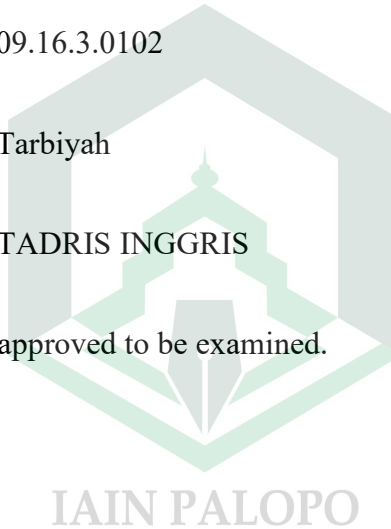 09.16.3.0102
Tarbiyah
TADRIS INGGRIS
approved to be examined.
IAIN PALOPO